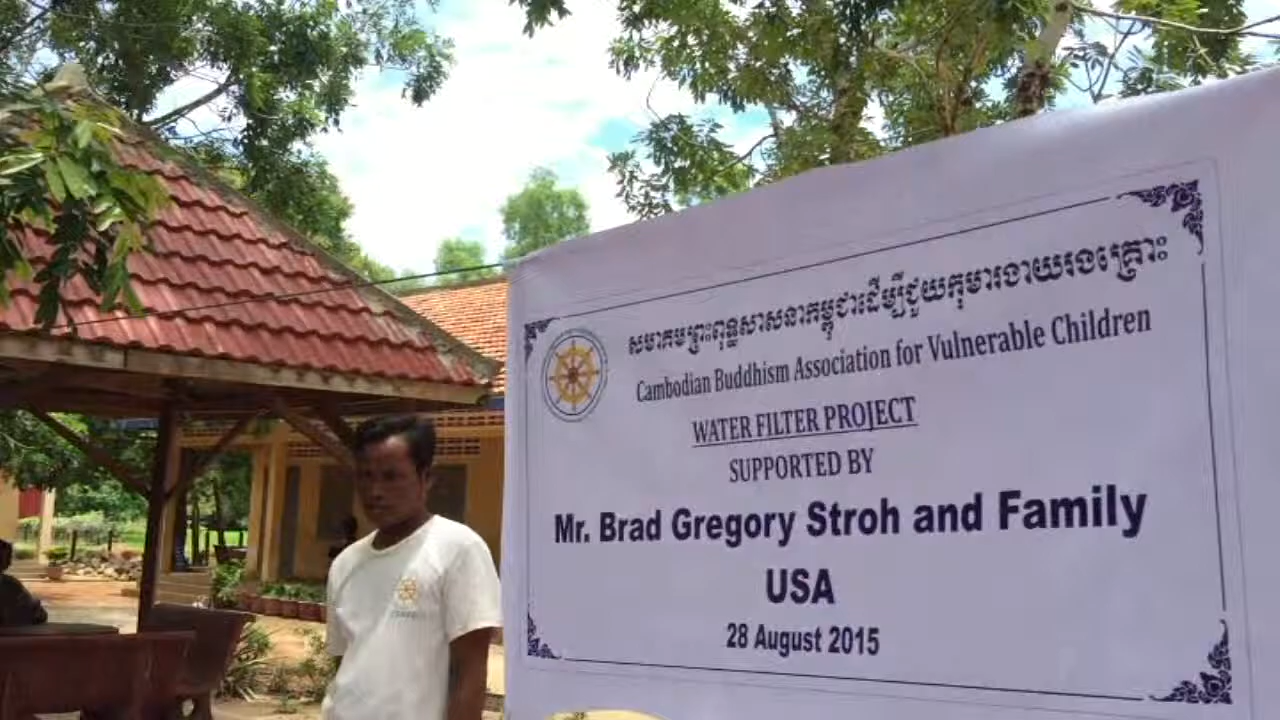 សមាគមព្រះពុទ្ធសាសនាកម្ពុជាដើម្បីជួយកុមារងាយរងគ្រោះ
Cambodian Buddhism Association for Vulnerable Children
WATER FILTER PROJECT
SUPPORTED BY
Mr. Brad Gregory Stroh and Family
USA
28 August 2015